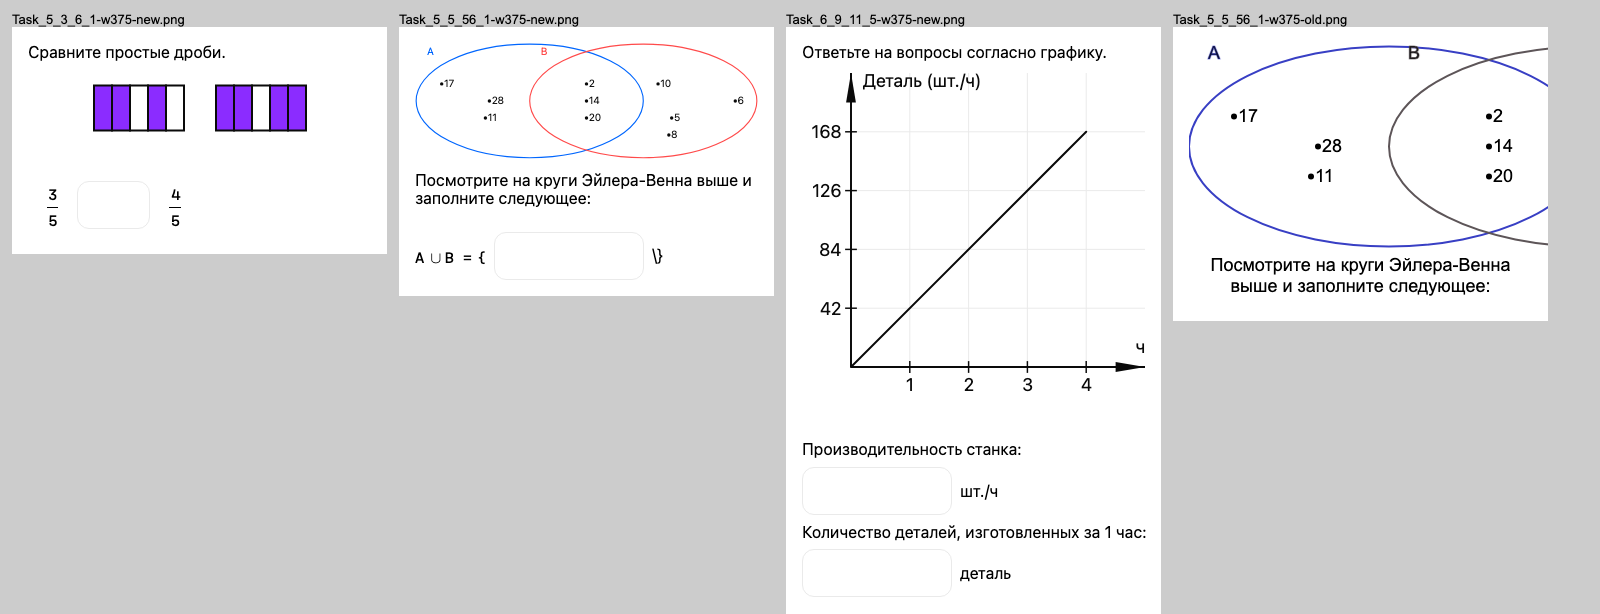 Task_5_3_6_1-w375-new.png
Сравните простые дроби.
3
5
4
5
Task_5_5_56_1-w375-new.png
A
B
•17
•28
•11
•2
•14
•20
•10
•6
•5
•8
Посмотрите на круги Эйлера-Венна выше и
заполните следующее:
A ∪ B = {
\}
Task_6_9_11_5-w375-new.png
Ответьте на вопросы согласно графику.
Деталь (шт./ч)
168
126
84
42
ч
1 2 3 4
Производительность станка:
шт./ч
Количество деталей, изготовленных за 1 час:
деталь
Task_5_5_56_1-w375-old.png
A
B
•17
•28
•11
•2
•14
•20
Посмотрите на круги Эйлера-Венна
выше и заполните следующее: